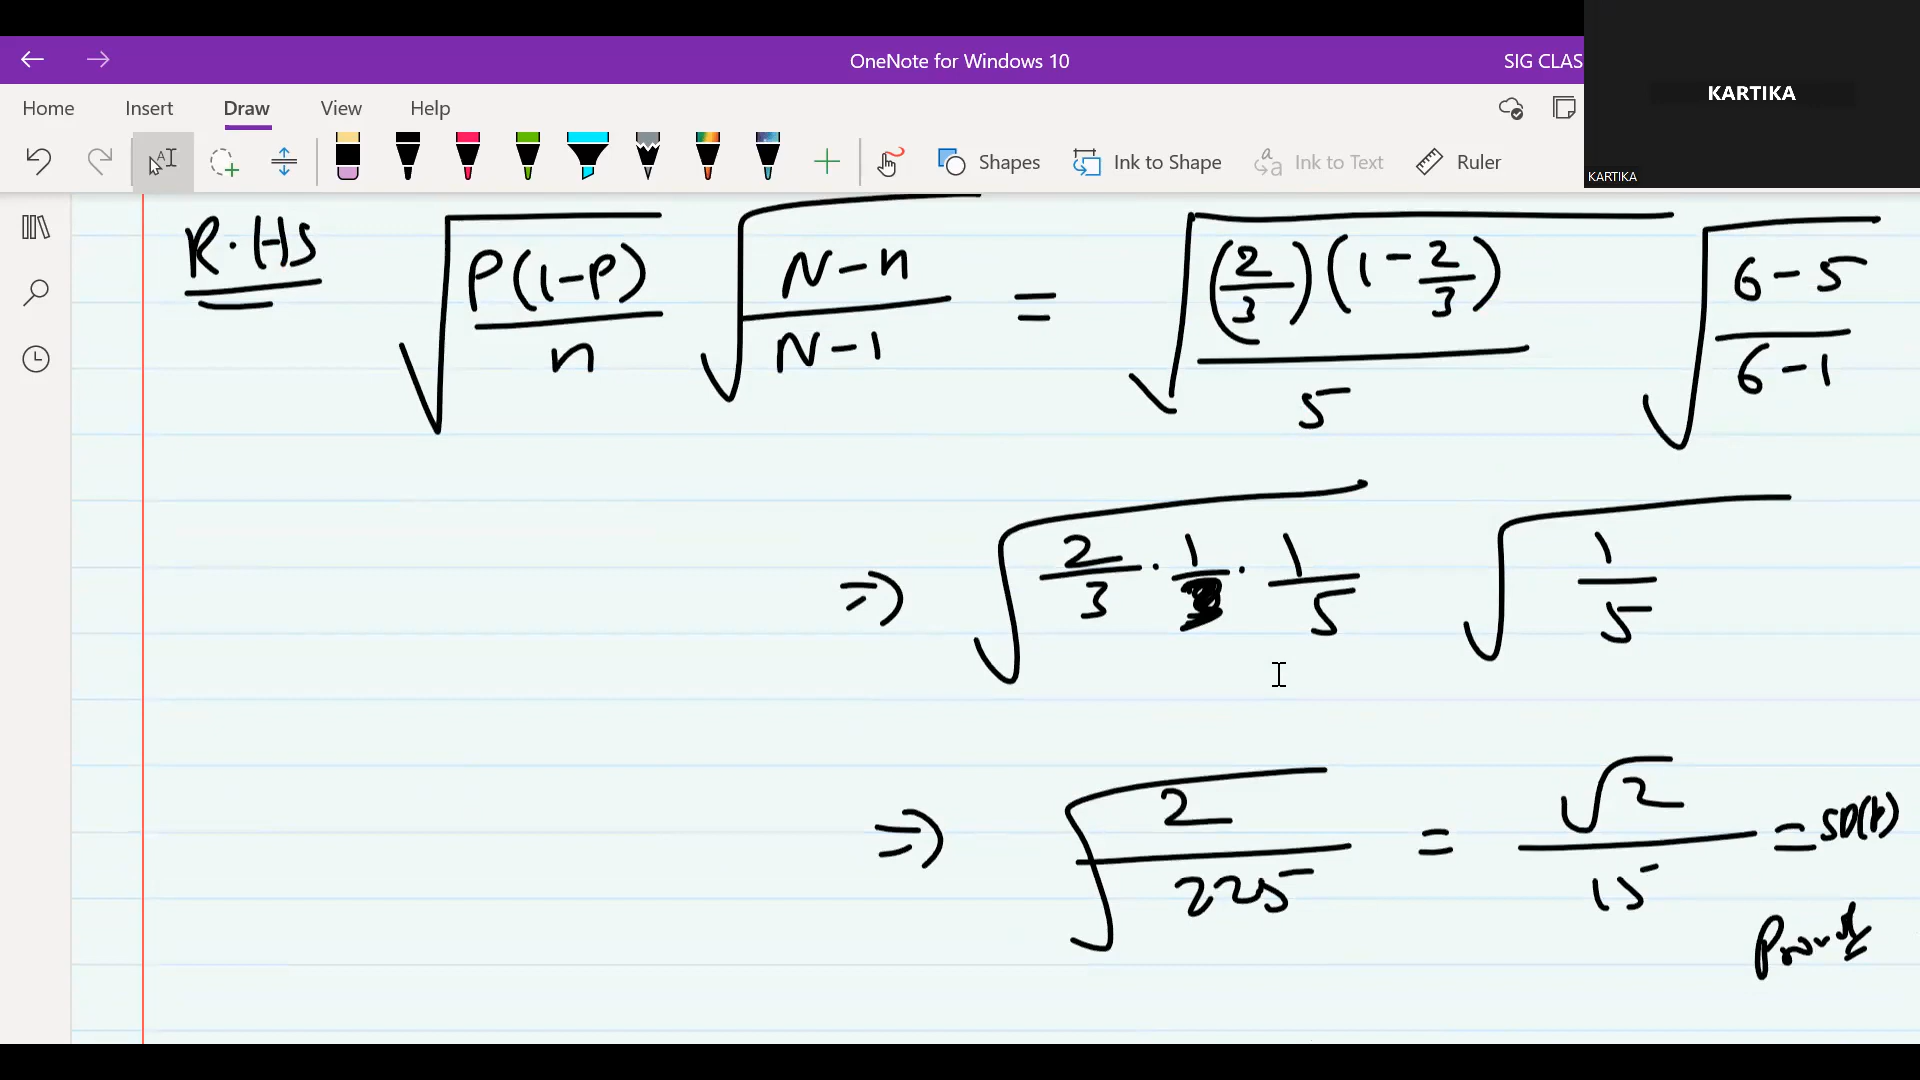 OneNote for Windows 10
SIG CLAS
KARTIKA
Home Insert Draw View Help
Shapes Ink to Shape Ink to Text Ruler
KARTIKA
R.HS √(P(1-P)/n) √(N-n/N-1) = √((2/3)(1-2/3)/5) √(6-5/6-1)
=) √(2/3 · 1/3 · 1/5) √(1/5)
=) √(2/225) = √2/15 = SD(P)